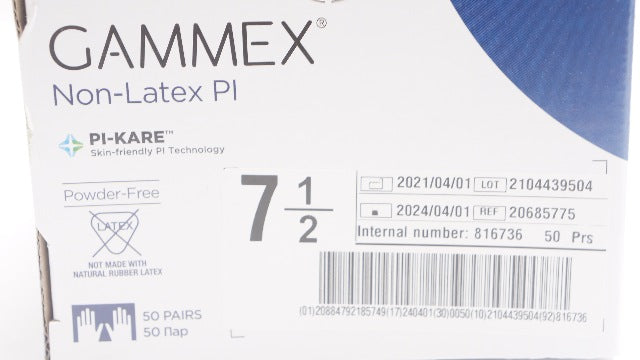 GAMMEX®
Non-Latex PI
PI-KARE™
Skin-friendly PI Technology
Powder-Free
LATEX
NOT MADE WITH
NATURAL RUBBER LATEX
50 PAIRS
50 Пар
7 1/2
2021/04/01 LOT 2104439504
2024/04/01 REF 20685775
Internal number: 816736 50 Prs
(01)20884792185749(17)240401(30)0050(10)2104439504(92)816736